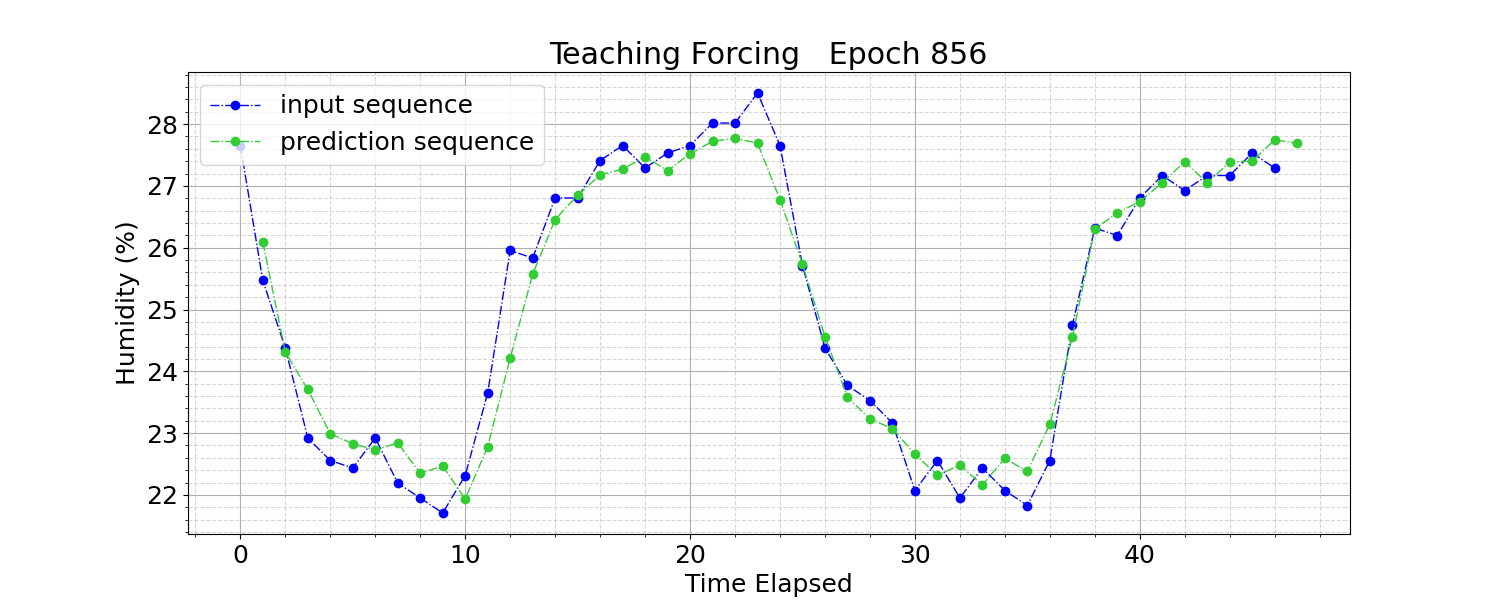 Teaching Forcing   Epoch 856
input sequence
prediction sequence
Humidity (%)
28
27
26
25
24
23
22
0 10 20 30 40
Time Elapsed